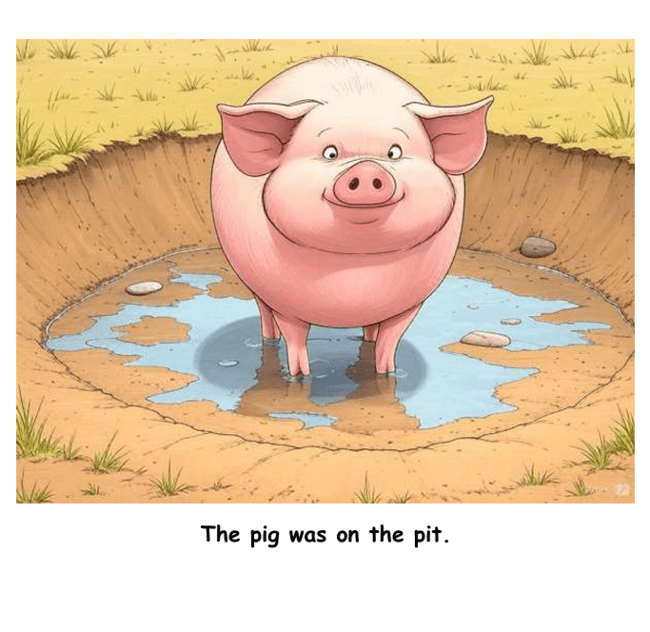 The pig was on the pit.